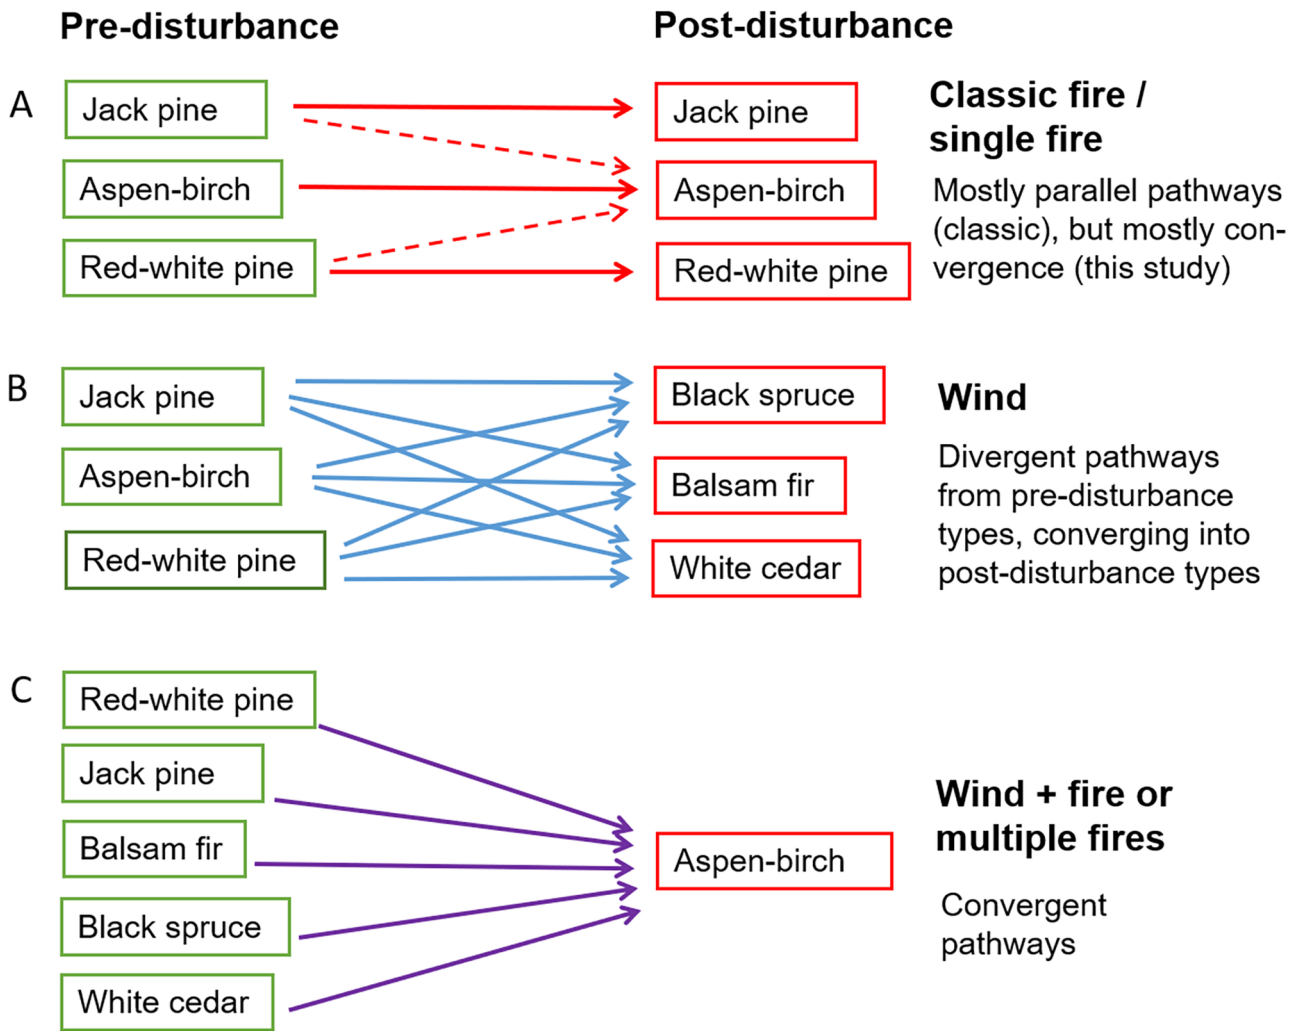 Pre-disturbance
Post-disturbance
A
Jack pine
Aspen-birch
Red-white pine
Jack pine
Aspen-birch
Red-white pine
Classic fire /
single fire
Mostly parallel pathways
(classic), but mostly con-
vergence (this study)
B
Jack pine
Aspen-birch
Red-white pine
Black spruce
Balsam fir
White cedar
Wind
Divergent pathways
from pre-disturbance
types, converging into
post-disturbance types
C
Red-white pine
Jack pine
Balsam fir
Black spruce
White cedar
Aspen-birch
Wind + fire or
multiple fires
Convergent
pathways